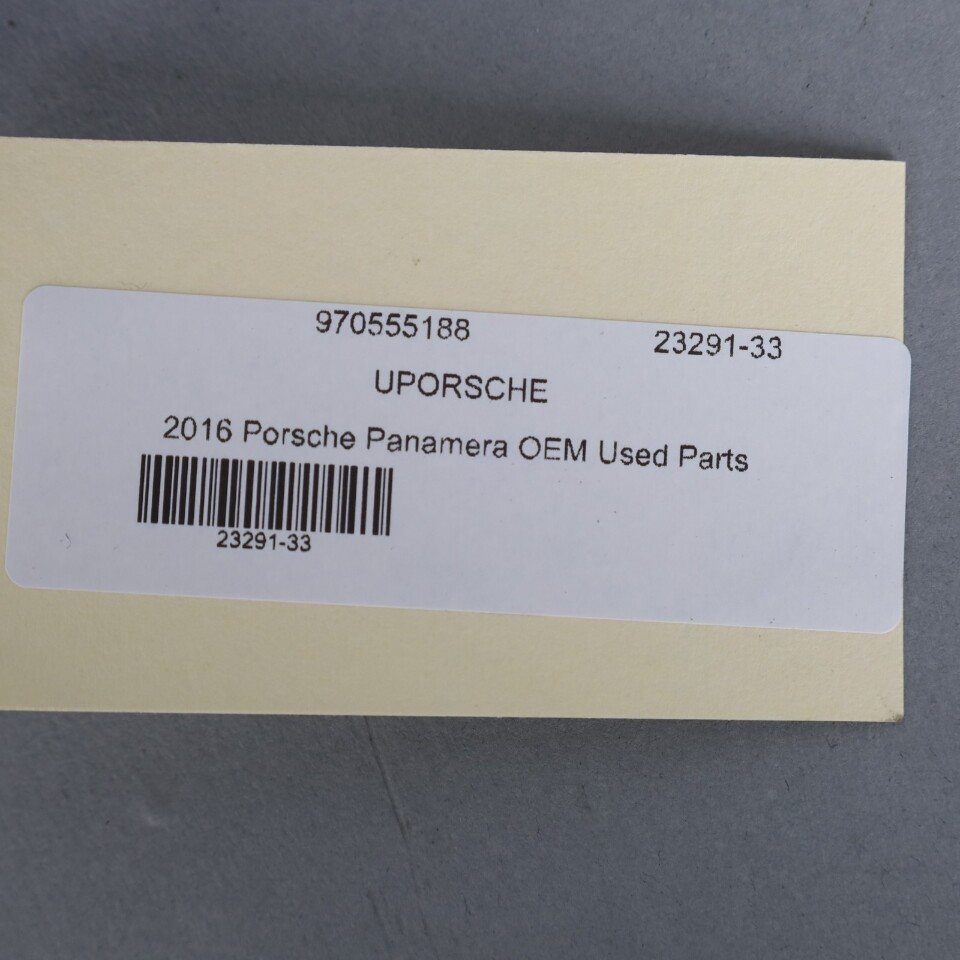 970555188 23291-33
UPORSCHE
2016 Porsche Panamera OEM Used Parts
23291-33